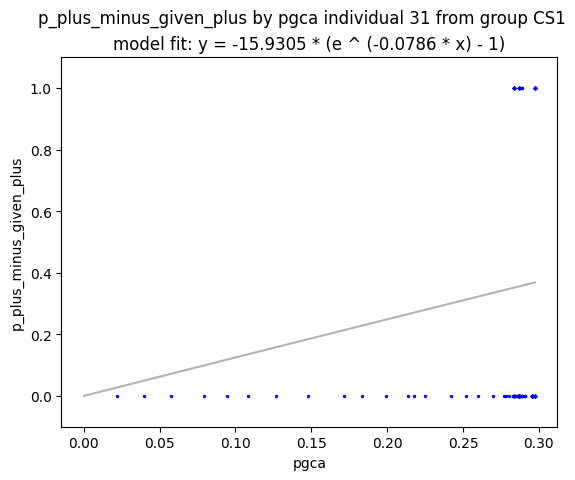 p_plus_minus_given_plus by pgca individual 31 from group CS1
model fit: y = -15.9305 * (e ^ (-0.0786 * x) - 1)
p_plus_minus_given_plus
1.0
0.8
0.6
0.4
0.2
0.0
0.00 0.05 0.10 0.15 0.20 0.25 0.30
pgca